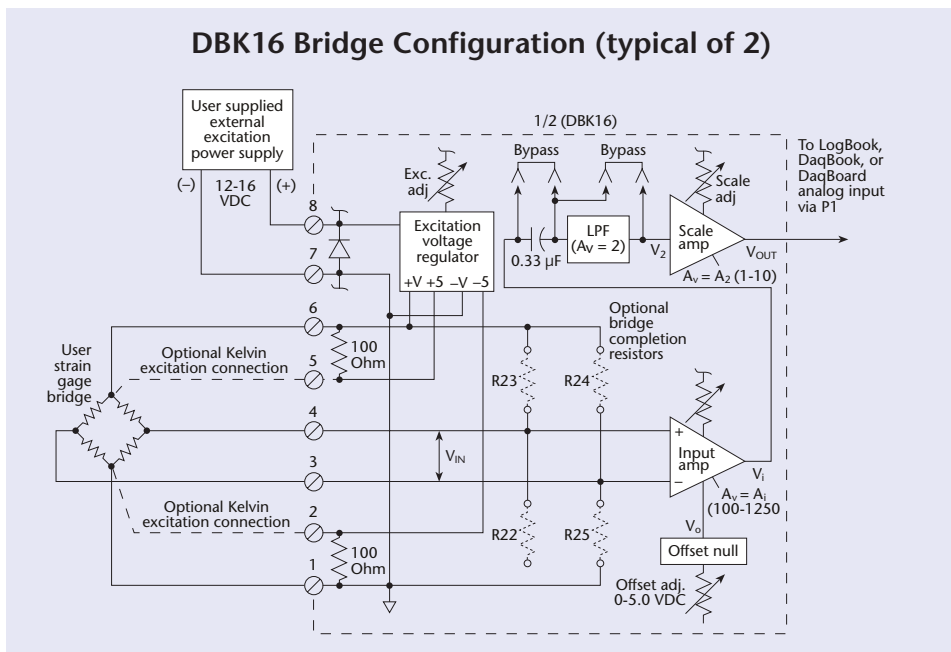 DBK16 Bridge Configuration (typical of 2)
User supplied
external
excitation
power supply
(–)
12-16
VDC
(+)
1/2 (DBK16)
To LogBook,
DaqBook, or
DaqBoard
analog input
via P1
Bypass
Bypass
Exc.
adj
Scale
adj
8
7
Excitation
voltage
regulator
+V +5 –V –5
0.33 µF
LPF
(Av = 2)
V2
Scale
amp
VOUT
Av = A2 (1-10)
6
5
100
Ohm
Optional
bridge
completion
resistors
User
strain
gage
bridge
Optional Kelvin
excitation connection
R23
R24
4
3
VIN
+
Input
amp
–
Vi
Av = Ai
(100-1250
Optional Kelvin
excitation connection
2
1
100
Ohm
R22
R25
Vo
Offset null
Offset adj.
0-5.0 VDC